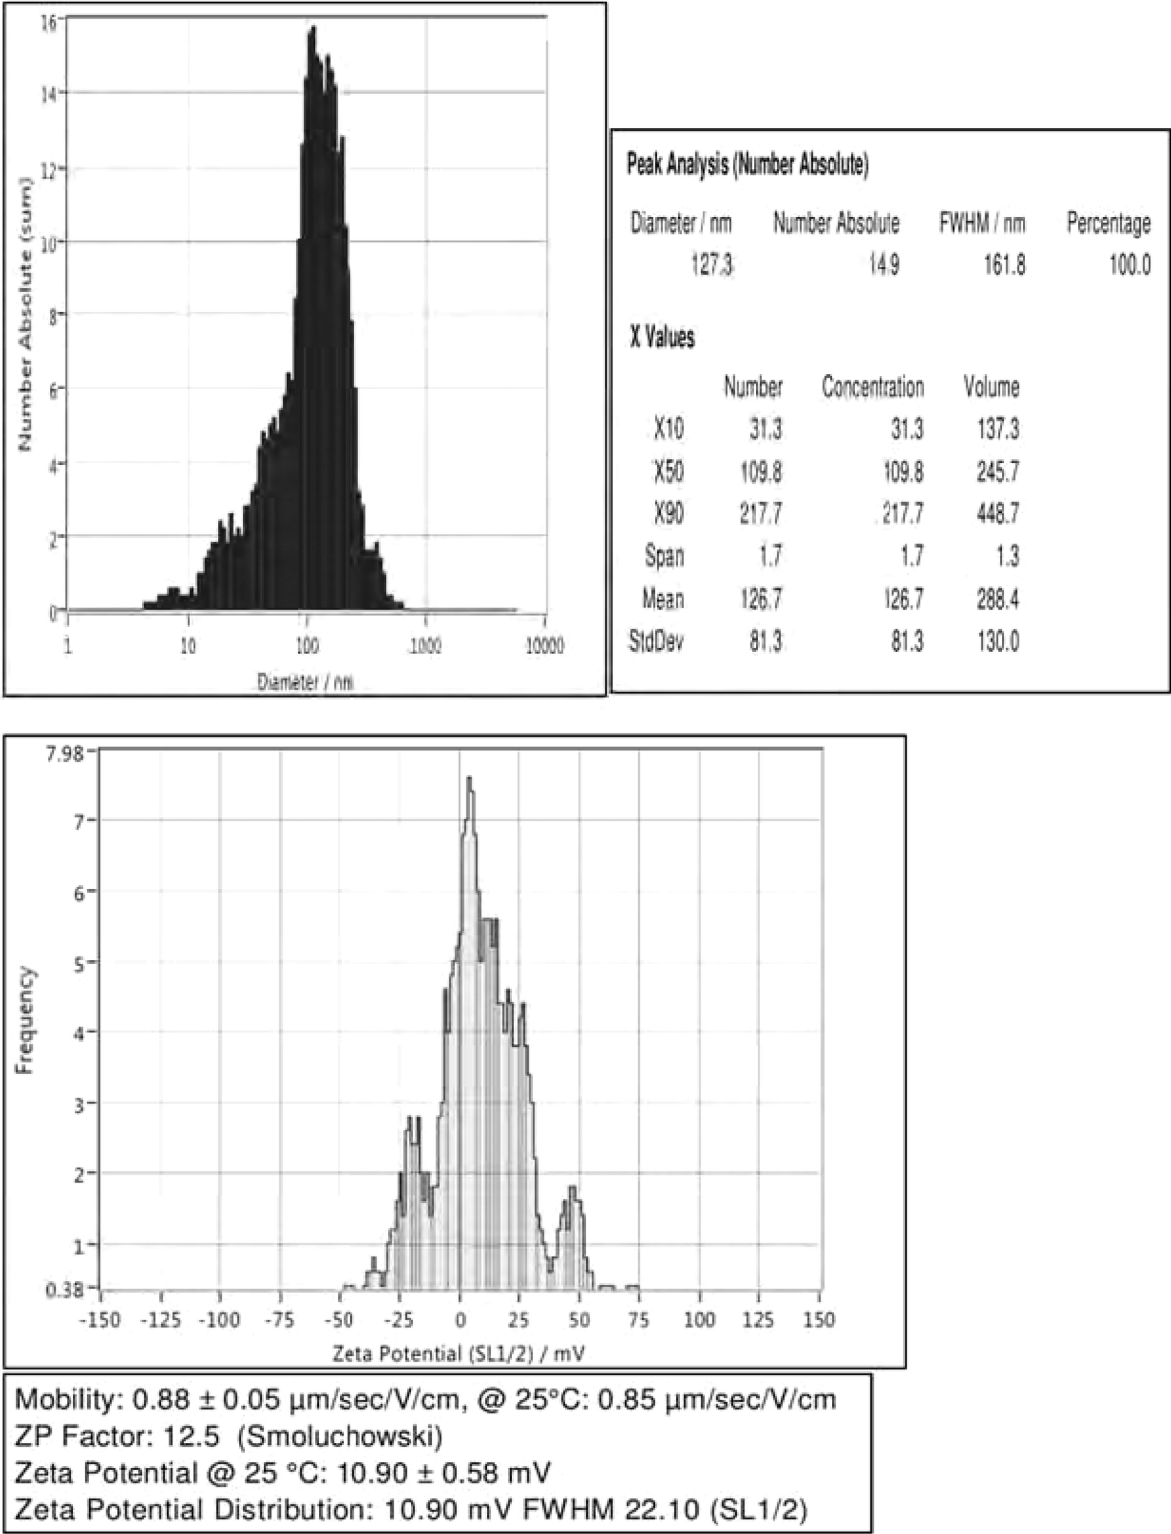 16
14
12
10
8
6
4
2
0
Number Absolute (sum)
1 10 100 1000 10000
Diameter / nm
Peak Analysis (Number Absolute)
Diameter / nm Number Absolute FWHM / nm Percentage
127.3 14.9 161.8 100.0
X Values
Number Concentration Volume
X10 31.3 31.3 137.3
X50 109.8 109.8 245.7
X90 217.7 217.7 448.7
Span 1.7 1.7 1.3
Mean 126.7 126.7 288.4
StdDev 81.3 81.3 130.0
7.98
7
6
5
4
3
2
1
0.38
Frequency
-150 -125 -100 -75 -50 -25 0 25 50 75 100 125 150
Zeta Potential (SL1/2) / mV
Mobility: 0.88 ± 0.05 µm/sec/V/cm, @ 25°C: 0.85 µm/sec/V/cm
ZP Factor: 12.5 (Smoluchowski)
Zeta Potential @ 25 °C: 10.90 ± 0.58 mV
Zeta Potential Distribution: 10.90 mV FWHM 22.10 (SL1/2)